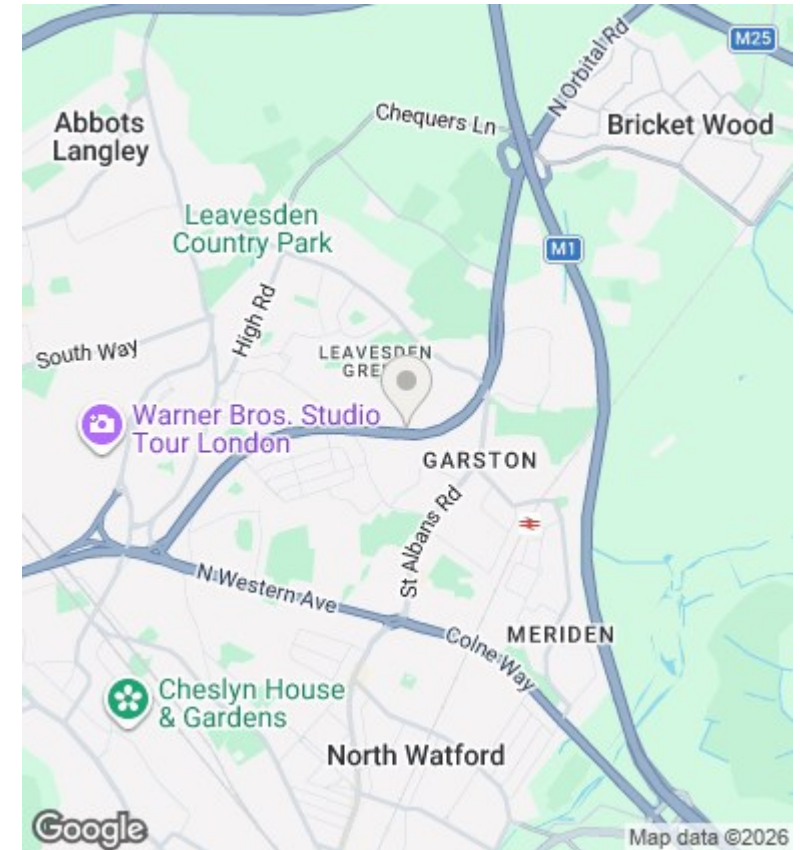 M25
N Orbital Rd
Abbots
Langley
Chequers Ln
Bricket Wood
Leavesden
Country Park
M1
High Rd
South Way
LEAVESDEN
GRE
Warner Bros. Studio
Tour London
GARSTON
St Albans Rd
N Western Ave
MERIDEN
Colne Way
Cheslyn House
& Gardens
North Watford
Google
Map data ©2026